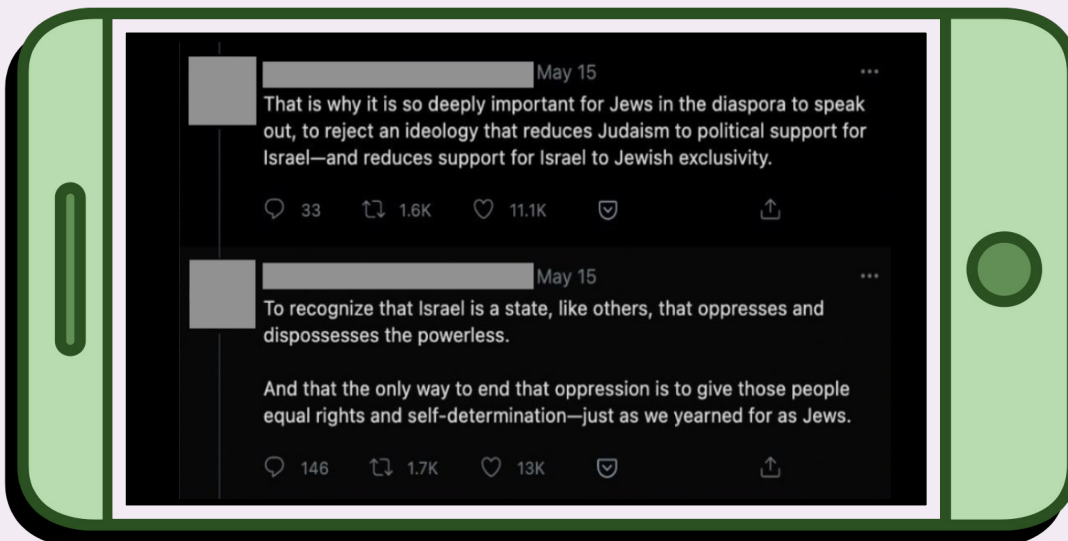 May 15
That is why it is so deeply important for Jews in the diaspora to speak
out, to reject an ideology that reduces Judaism to political support for
Israel—and reduces support for Israel to Jewish exclusivity.
33 1.6K 11.1K
May 15
To recognize that Israel is a state, like others, that oppresses and
dispossesses the powerless.
And that the only way to end that oppression is to give those people
equal rights and self-determination—just as we yearned for as Jews.
146 1.7K 13K